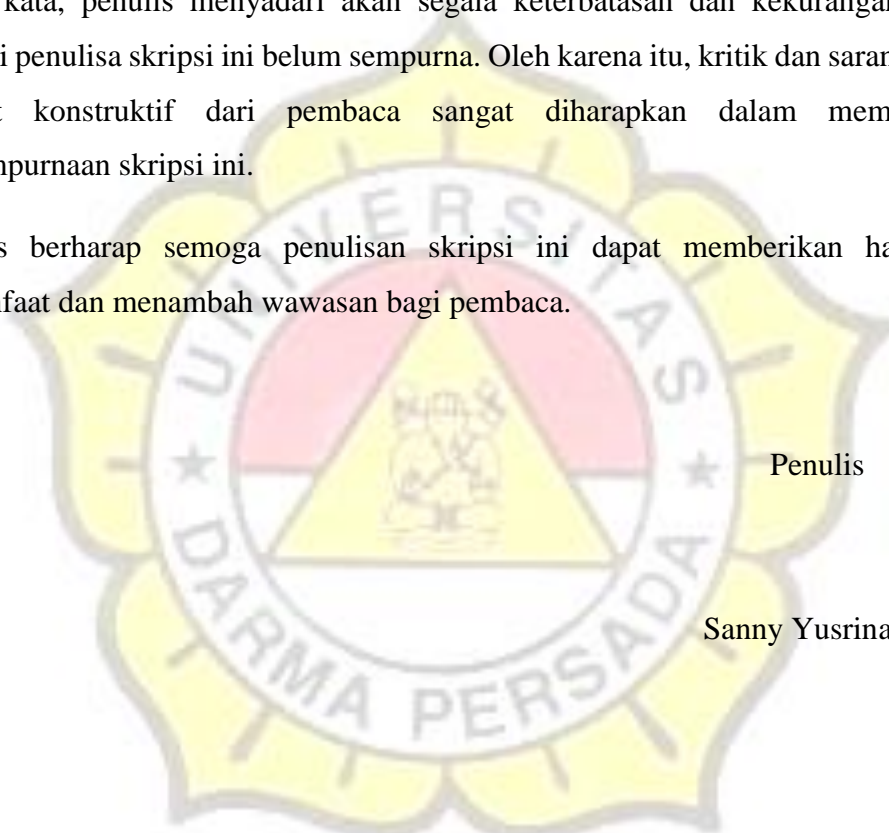 kata, penulis menyadari akan segala keterbatasan dan kekurangan
i penulisa skripsi ini belum sempurna. Oleh karena itu, kritik dan saran
konstruktif dari pembaca sangat diharapkan dalam mem
npurnaan skripsi ini.
s berharap semoga penulisan skripsi ini dapat memberikan ha
nfaat dan menambah wawasan bagi pembaca.
UNIVERSITAS
Penulis
Sanny Yusrina
DARMA PERSADA